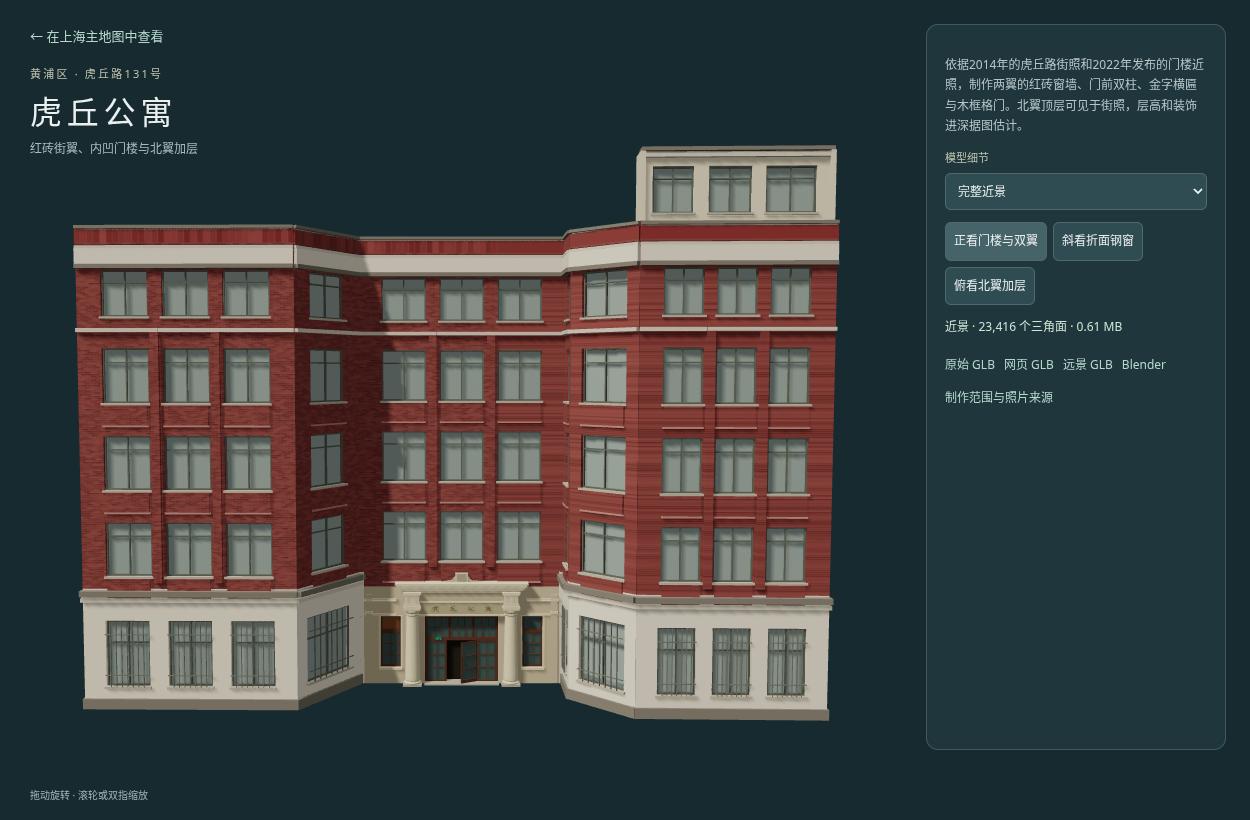 ← 在上海主地图中查看
黄浦区 · 虎丘路131号
虎丘公寓
红砖街翼、内凹门楼与北翼加层
依据2014年的虎丘路街照和2022年发布的门楼近
照，制作两翼的红砖窗墙、门前双柱、金字横匾
与木框格门。北翼顶层可见于街照，层高和装饰
进深据图估计。
模型细节
完整近景
正看门楼与双翼
斜看折面钢窗
俯看北翼加层
近景 · 23,416 个三角面 · 0.61 MB
原始 GLB 网页 GLB 远景 GLB Blender
制作范围与照片来源
虎丘公寓
拖动旋转 · 滚轮或双指缩放